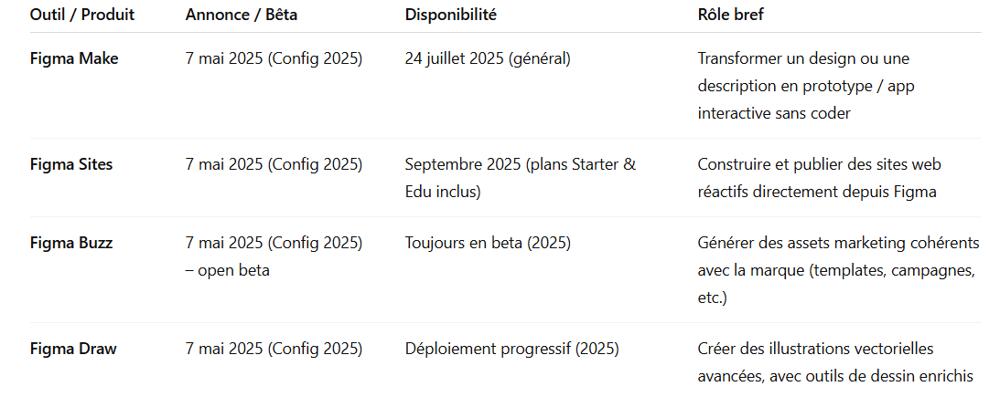 Outil / Produit Annonce / Bêta Disponibilité Rôle bref
Figma Make 7 mai 2025 (Config 2025) 24 juillet 2025 (général) Transformer un design ou une
description en prototype / app
interactive sans coder
Figma Sites 7 mai 2025 (Config 2025) Septembre 2025 (plans Starter & Construire et publier des sites web
Edu inclus) réactifs directement depuis Figma
Figma Buzz 7 mai 2025 (Config 2025) Toujours en beta (2025) Générer des assets marketing cohérents
– open beta avec la marque (templates, campagnes,
etc.)
Figma Draw 7 mai 2025 (Config 2025) Déploiement progressif (2025) Créer des illustrations vectorielles
avancées, avec outils de dessin enrichis